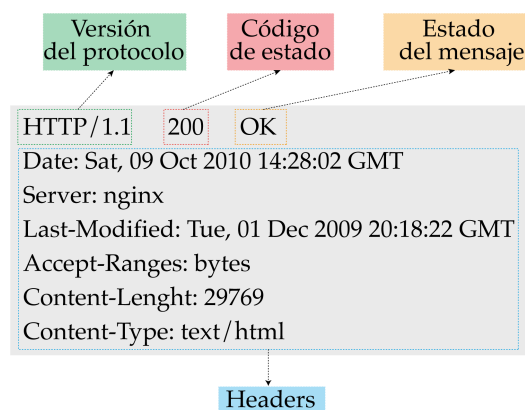 Versión
del protocolo
Código
de estado
Estado
del mensaje
HTTP/1.1 200 OK
Date: Sat, 09 Oct 2010 14:28:02 GMT
Server: nginx
Last-Modified: Tue, 01 Dec 2009 20:18:22 GMT
Accept-Ranges: bytes
Content-Lenght: 29769
Content-Type: text/html
Headers